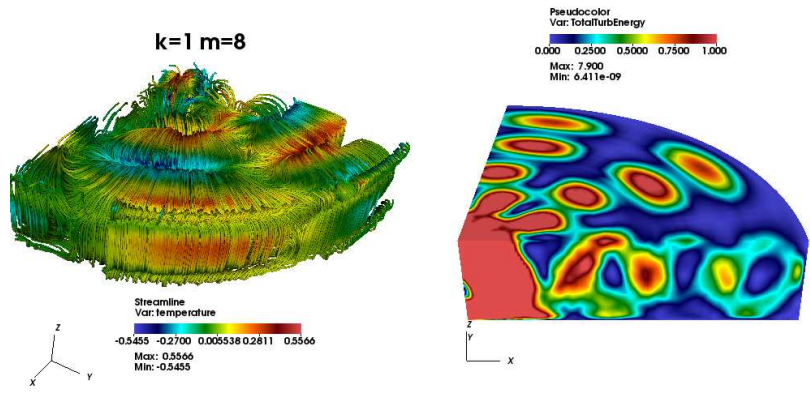 k=1 m=8
Streamline
Var: temperature
-0.5455 -0.2700 0.005538 0.2811 0.5566
Max: 0.5566
Min: -0.5455
Z
X
Y
Pseudocolor
Var: TotalTurbEnergy
0.000 0.2500 0.5000 0.7500 1.000
Max: 7.900
Min: 6.411e-09
Z
Y
X